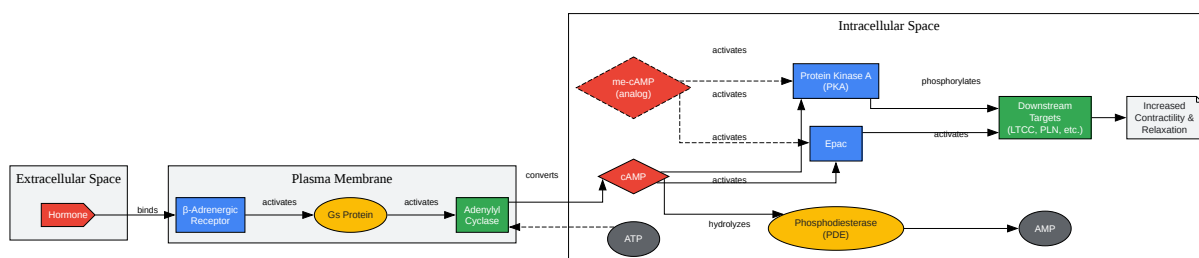 Intracellular Space
activates
me-cAMP
(analog)
activates
Protein Kinase A
(PKA)
phosphorylates
Downstream
Targets
(LTCC, PLN, etc.)
Increased
Contractility &
Relaxation
activates
Epac
activates
Extracellular Space
Hormone
binds
Plasma Membrane
β-Adrenergic
Receptor
activates
Gs Protein
activates
Adenylyl
Cyclase
converts
cAMP
activates
ATP
hydrolyzes
Phosphodiesterase
(PDE)
AMP